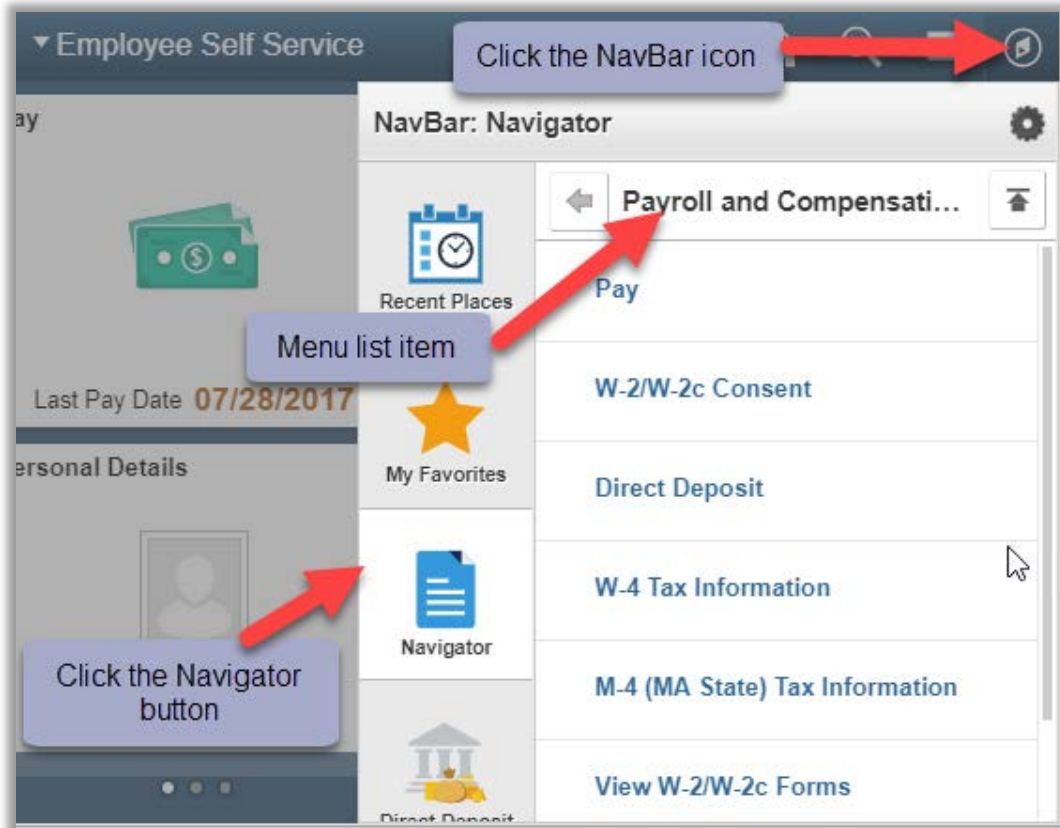 Employee Self Service
Click the NavBar icon
ay
NavBar: Navigator
Payroll and Compensati...
Recent Places
Pay
Menu list item
Last Pay Date 07/28/2017
W-2/W-2c Consent
ersonal Details
My Favorites
Direct Deposit
W-4 Tax Information
Navigator
Click the Navigator
button
M-4 (MA State) Tax Information
View W-2/W-2c Forms
Direct Deposit